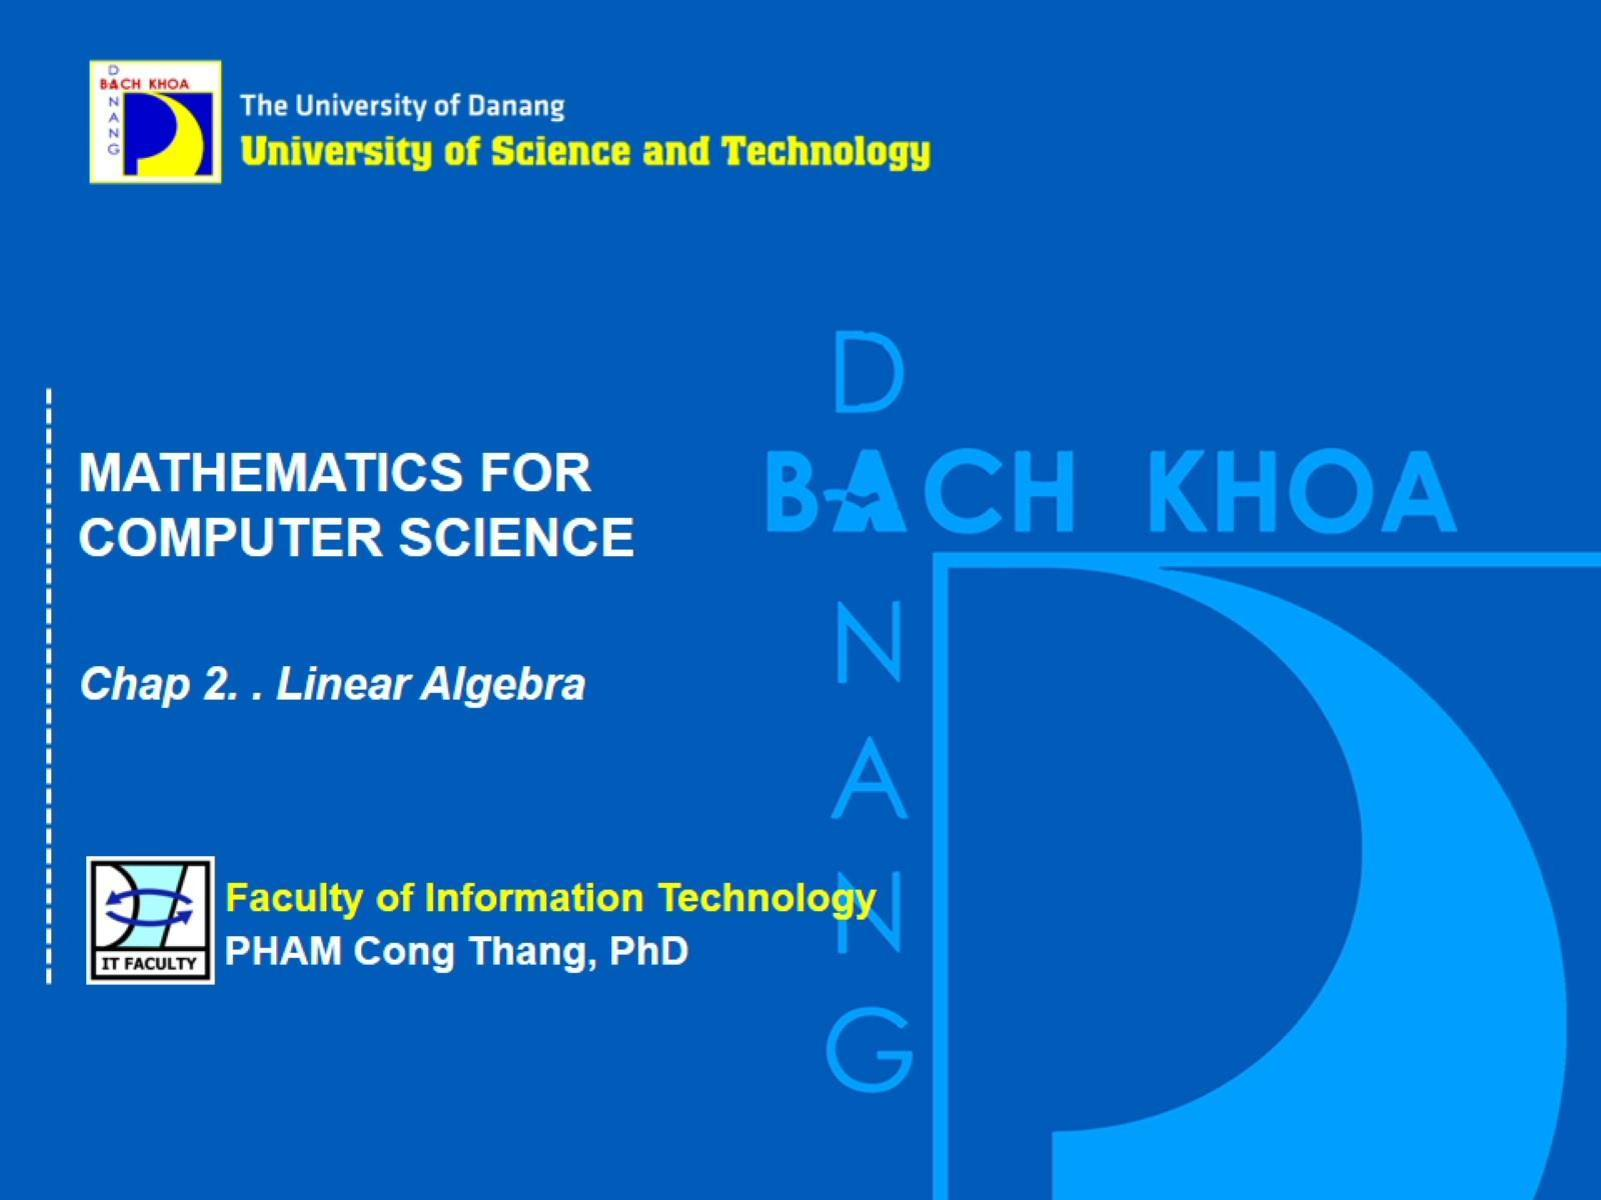 D
BACH KHOA
N
A
N
G
The University of Danang
University of Science and Technology
D
BACH KHOA
N
A
N
G
MATHEMATICS FOR
COMPUTER SCIENCE
Chap 2. . Linear Algebra
Faculty of Information Technology
PHAM Cong Thang, PhD
IT FACULTY